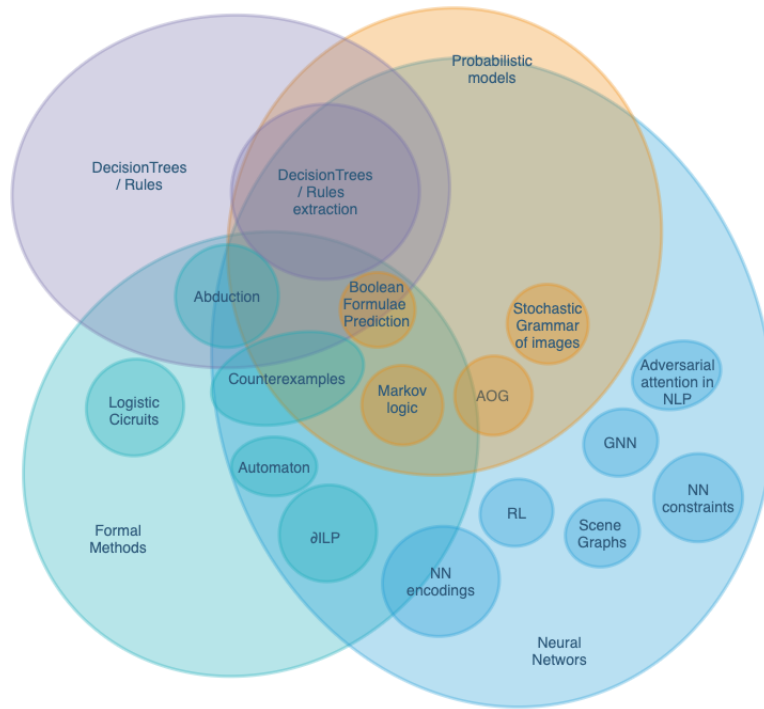 Probabilistic
models
DecisionTrees
/ Rules
DecisionTrees
/ Rules
extraction
Abduction
Boolean
Formulae
Prediction
Stochastic
Grammar
of images
Counterexamples
Adversarial
attention in
NLP
Logistic
Cicruits
Markov
logic
AOG
GNN
Automaton
NN
constraints
RL
Scene
Graphs
Formal
Methods
∂ILP
NN
encodings
Neural
Networs